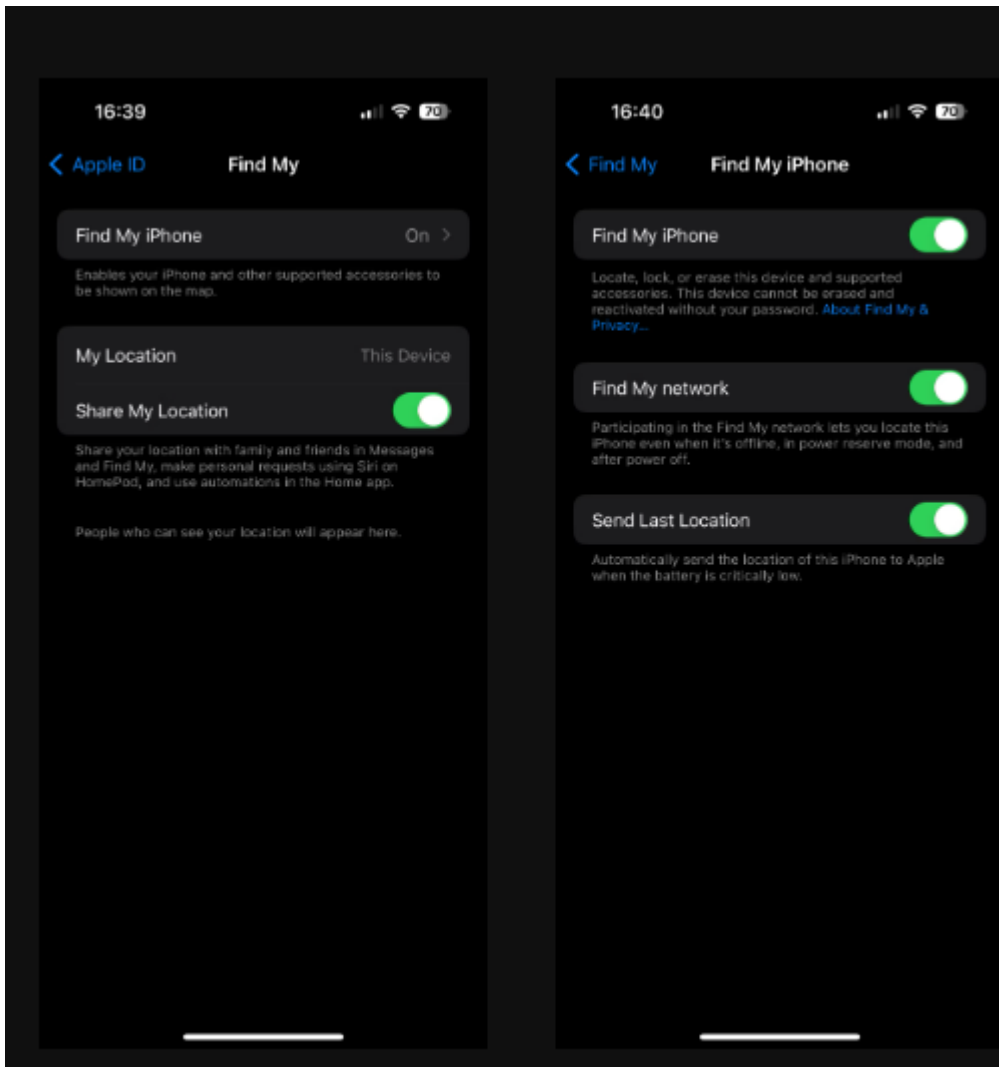 16:39
70
Apple ID
Find My
Find My iPhone
On
Enables your iPhone and other supported accessories to
be shown on the map.
My Location
This Device
Share My Location
Share your location with family and friends in Messages
and Find My, make personal requests using Siri on
HomePod, and use automations in the Home app.
People who can see your location will appear here.
16:40
70
Find My
Find My iPhone
Find My iPhone
Locate, lock, or erase this device and supported
accessories. This device cannot be erased and
reactivated without your password. About Find My &
Privacy...
Find My network
Participating in the Find My network lets you locate this
iPhone even when it's offline, in power reserve mode, and
after power off.
Send Last Location
Automatically send the location of this iPhone to Apple
when the battery is critically low.